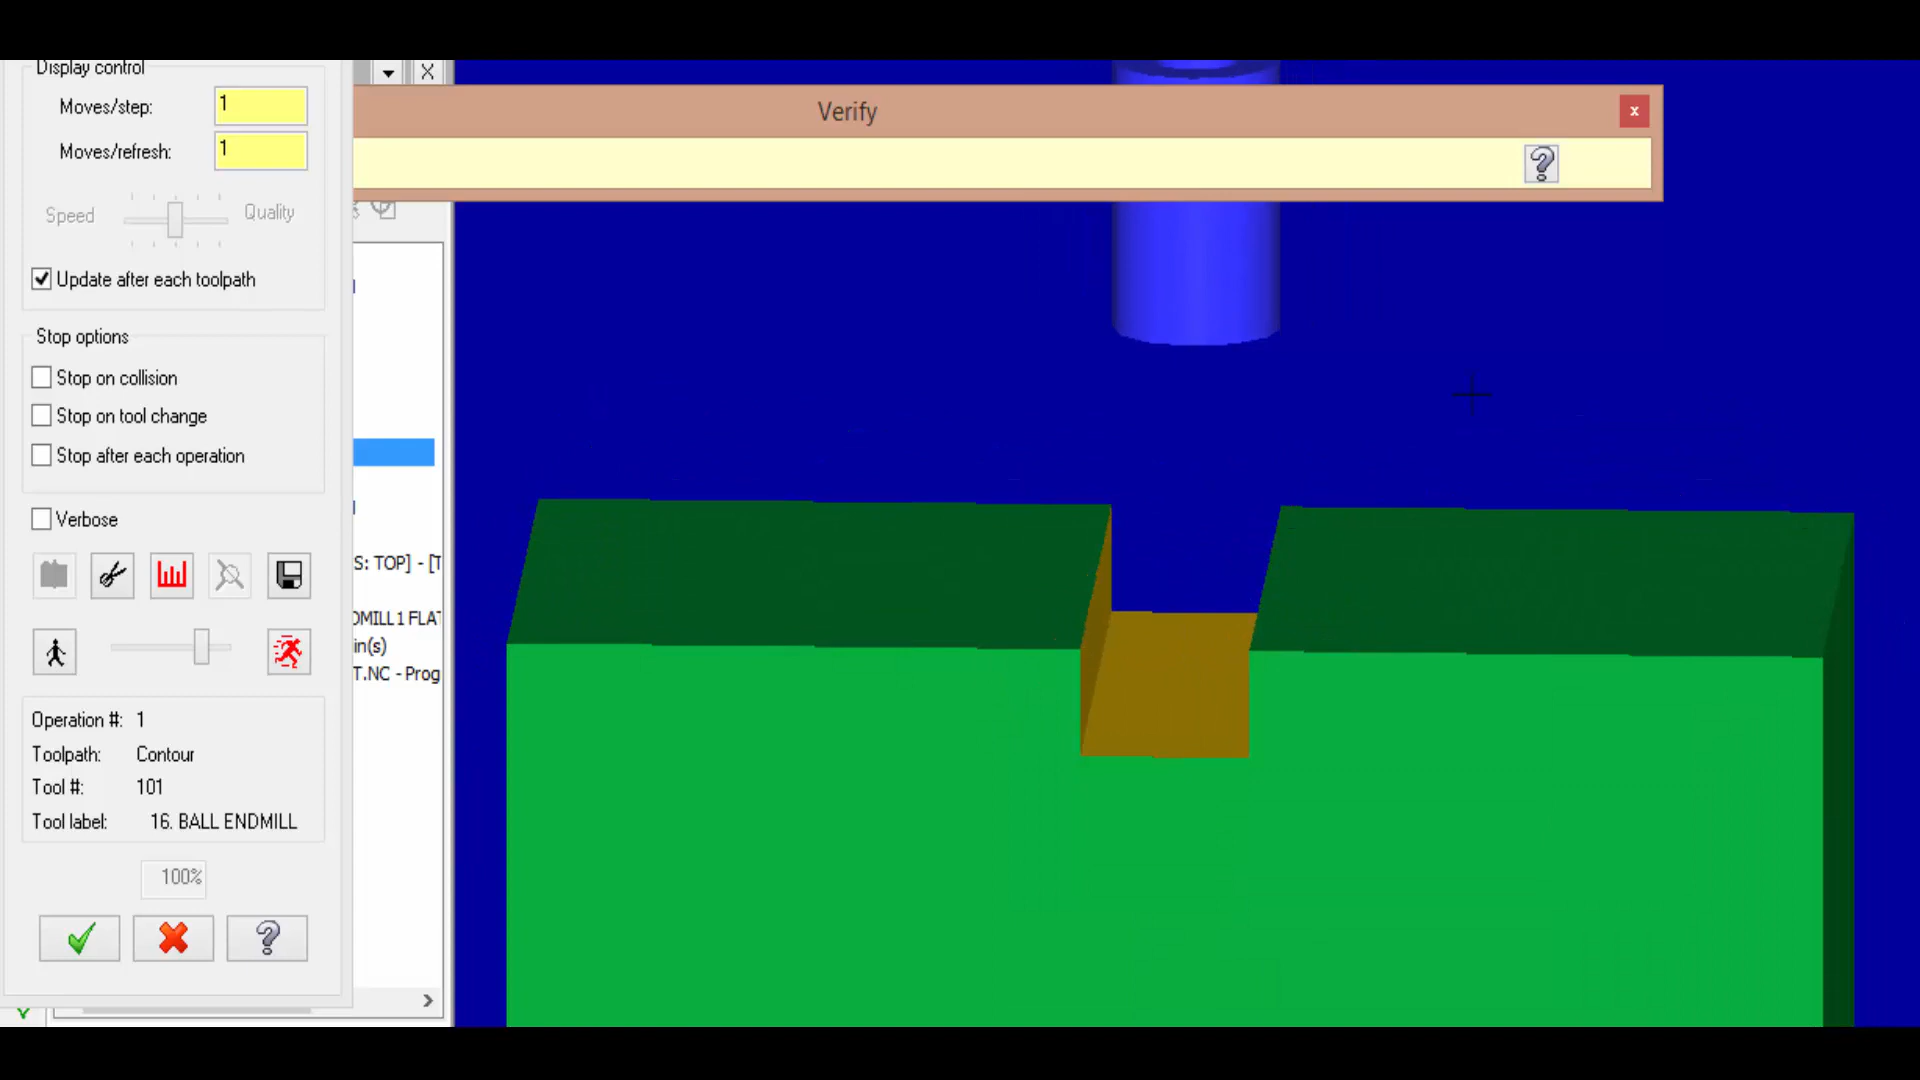 Display control
Moves/step: 1
Verify
x
Moves/refresh: 1
Speed Quality
Update after each toolpath
Stop options
Stop on collision
Stop on tool change
Stop after each operation
Verbose
S: TOP] - [T
DMILL1 FLAT
in(s)
T.NC - Prog
Operation #: 1
Toolpath: Contour
Tool #: 101
Tool label: 16. BALL ENDMILL
100%